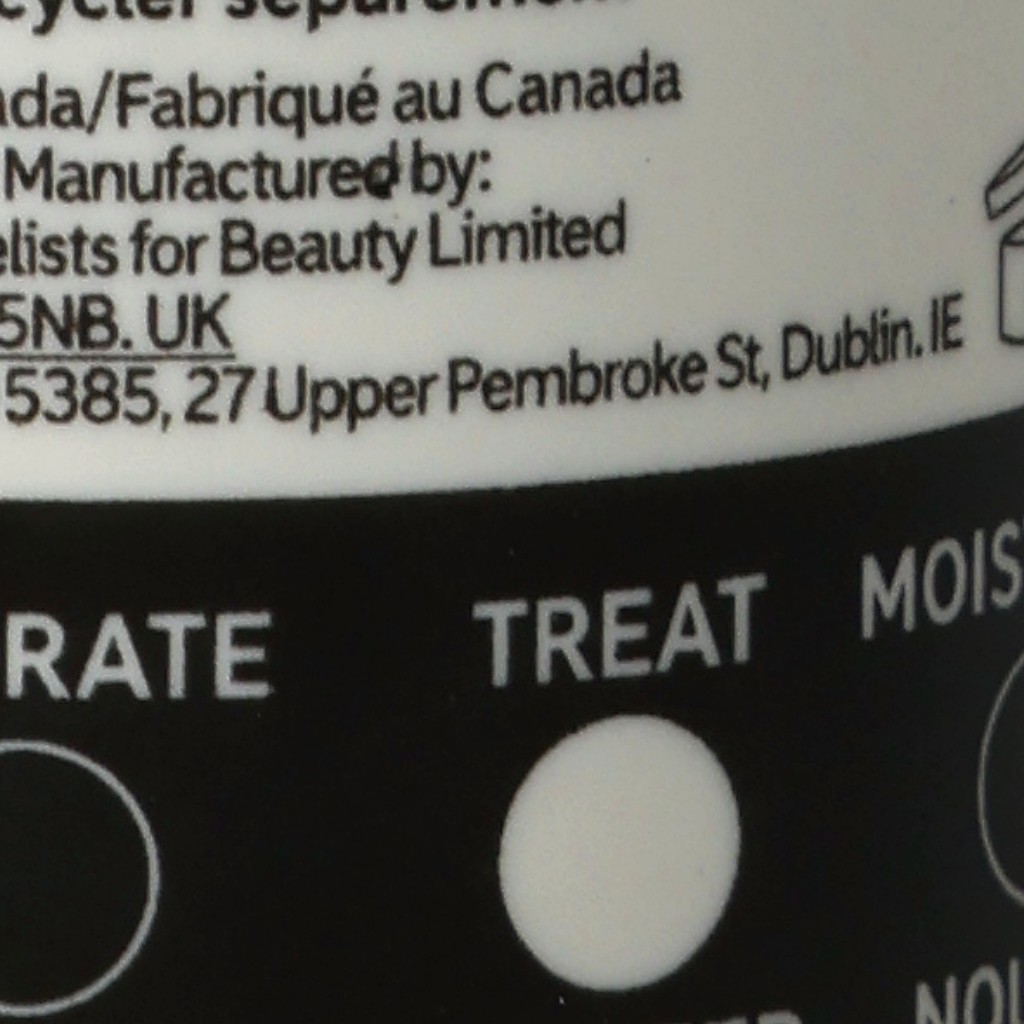 ada/Fabriqué au Canada
Manufactured by:
elists for Beauty Limited
5NB. UK
5385, 27 Upper Pembroke St, Dublin. IE
RATE
TREAT
MOIS
NOU